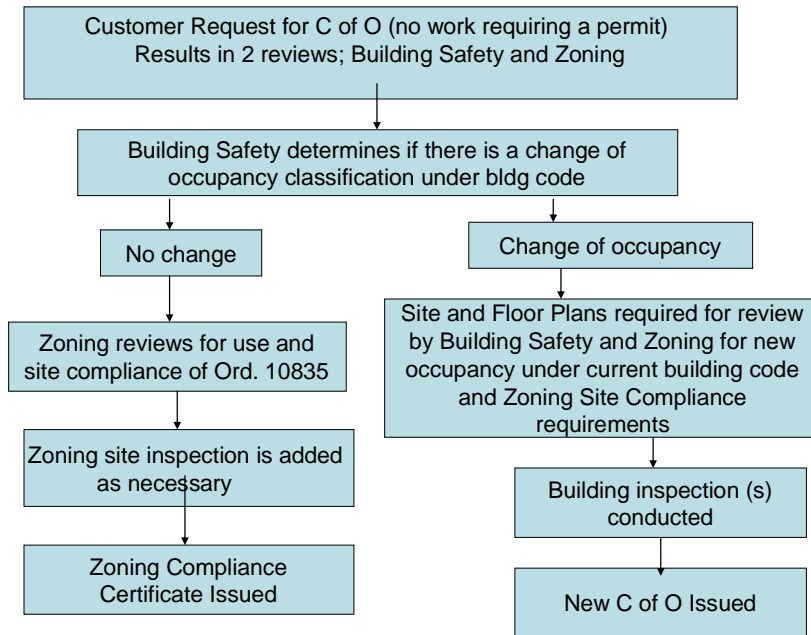 Customer Request for C of O (no work requiring a permit)
Results in 2 reviews; Building Safety and Zoning
Building Safety determines if there is a change of
occupancy classification under bldg code
No change
Change of occupancy
Zoning reviews for use and
site compliance of Ord. 10835
Site and Floor Plans required for review
by Building Safety and Zoning for new
occupancy under current building code
and Zoning Site Compliance
requirements
Zoning site inspection is added
as necessary
Building inspection (s)
conducted
Zoning Compliance
Certificate Issued
New C of O Issued